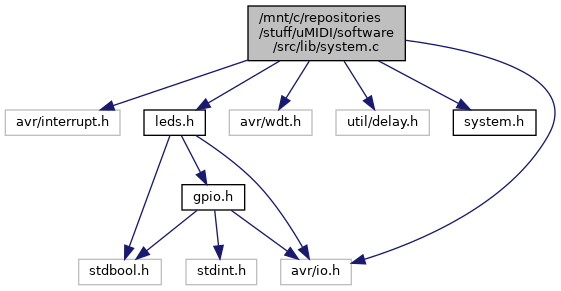 /mnt/c/repositories
/stuff/uMIDI/software
/src/lib/system.c
avr/interrupt.h
leds.h
avr/wdt.h
util/delay.h
system.h
gpio.h
stdbool.h
stdint.h
avr/io.h